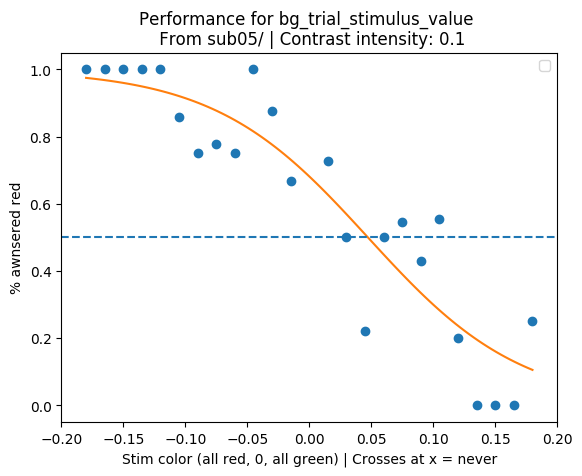 Performance for bg_trial_stimulus_value
From sub05/ | Contrast intensity: 0.1
1.0
0.8
0.6
0.4
0.2
0.0
% awnsered red
−0.20 −0.15 −0.10 −0.05 0.00 0.05 0.10 0.15 0.20
Stim color (all red, 0, all green) | Crosses at x = never